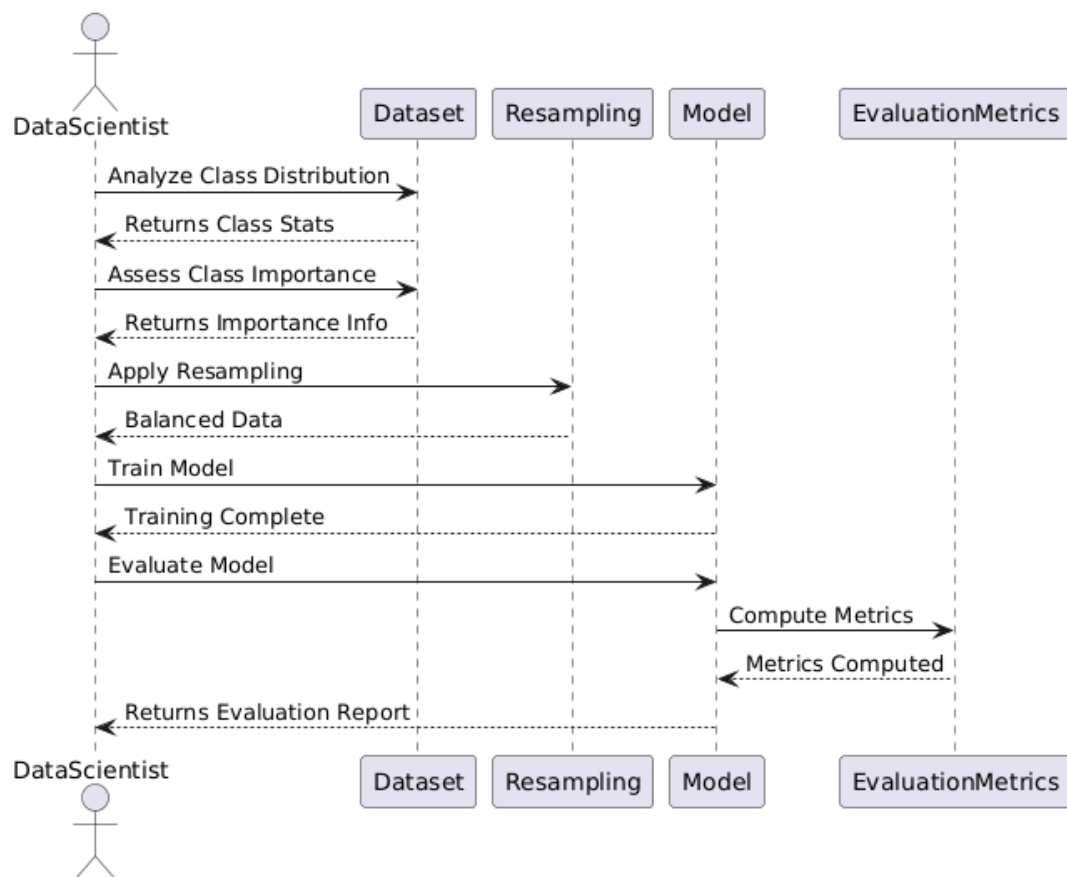 DataScientist
Dataset
Resampling
Model
EvaluationMetrics
Analyze Class Distribution
Returns Class Stats
Assess Class Importance
Returns Importance Info
Apply Resampling
Balanced Data
Train Model
Training Complete
Evaluate Model
Compute Metrics
Metrics Computed
Returns Evaluation Report
DataScientist
Dataset
Resampling
Model
EvaluationMetrics